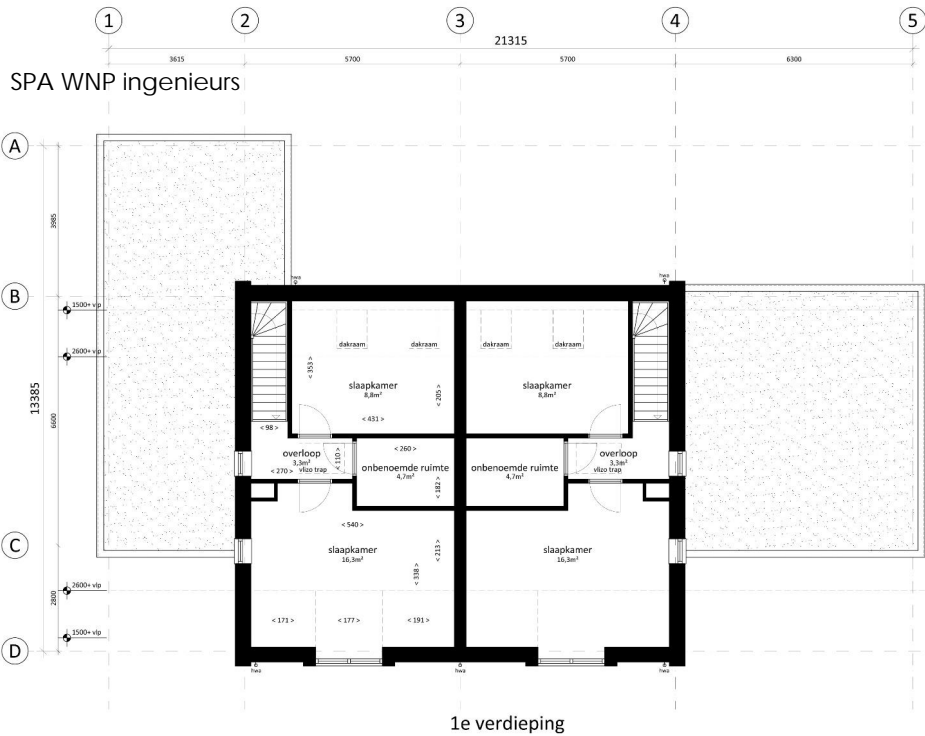 1 2 3 4 5
21315
3615 5700 5700 6300
SPA WNP ingenieurs
A
3985
hwa hwa
B
1500+ vlp
2600+ vlp
dakraam dakraam dakraam dakraam
< 353 >
slaapkamer slaapkamer
8,8m² 8,8m²
< 205 >
13385
6600
< 431 >
< 98 >
overloop overloop
3,3m² 3,3m²
< 110 >
< 260 >
< 270 > vlizo trap vlizo trap
onbenoemde ruimte onbenoemde ruimte
4,7m² 4,7m²
< 182 >
< 540 >
C
slaapkamer slaapkamer
16,3m² 16,3m²
< 213 >
< 338 >
2600+ vlp
2800
< 171 > < 177 > < 191 >
1500+ vlp
D
hwa hwa hwa
1e verdieping